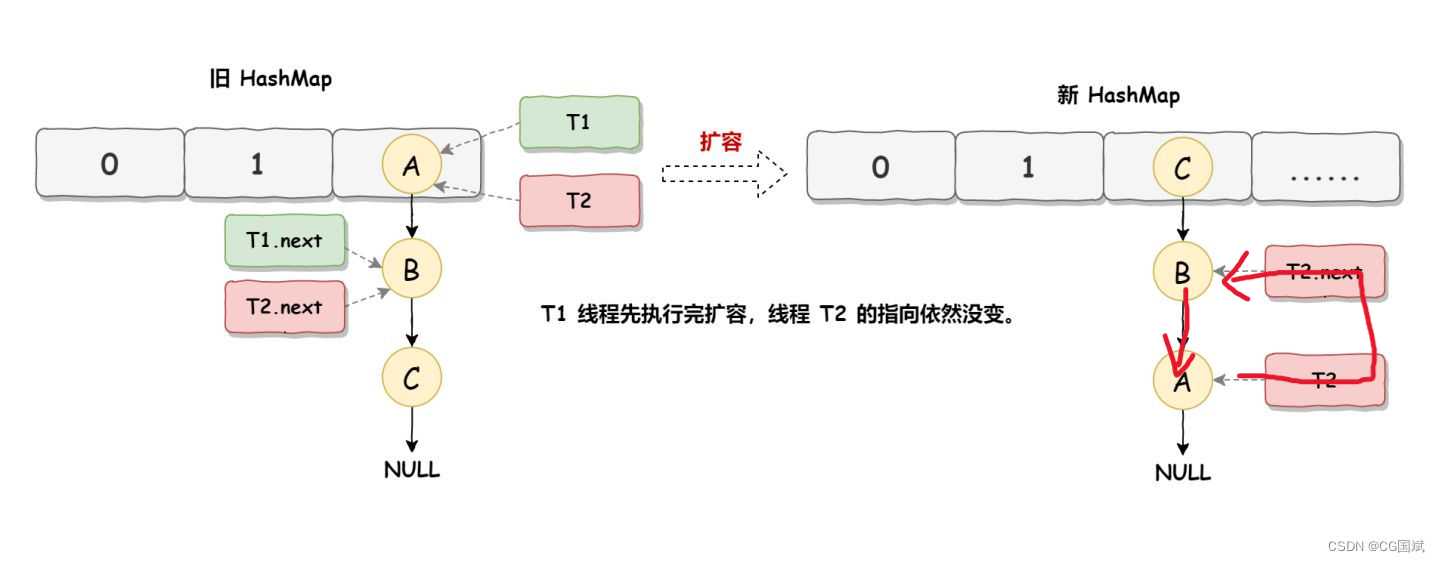 旧 HashMap
0
1
A
T1
T2
T1.next
T2.next
B
C
NULL
扩容
T1 线程先执行完扩容，线程 T2 的指向依然没变。
新 HashMap
0
1
C
......
B
T2.next
A
T2
NULL
CSDN @CG国斌